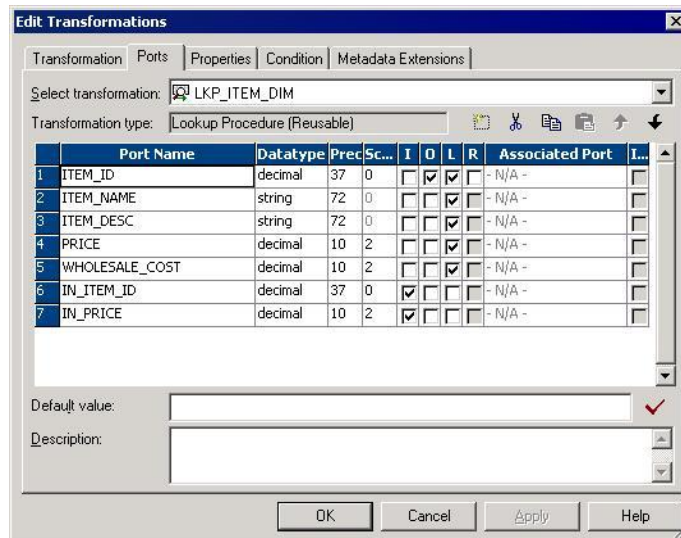 Edit Transformations
Transformation Ports Properties Condition Metadata Extensions
Select transformation: LKP_ITEM_DIM
Transformation type: Lookup Procedure (Reusable)
Port Name Datatype Prec Sc... I O L R Associated Port I...
1 ITEM_ID decimal 37 0 - N/A -
2 ITEM_NAME string 72 0 - N/A -
3 ITEM_DESC string 72 0 - N/A -
4 PRICE decimal 10 2 - N/A -
5 WHOLESALE_COST decimal 10 2 - N/A -
6 IN_ITEM_ID decimal 37 0 - N/A -
7 IN_PRICE decimal 10 2 - N/A -
Default value:
Description:
OK Cancel Apply Help